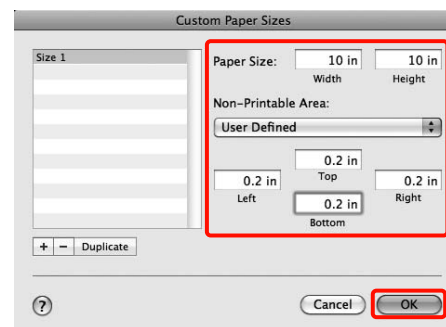 Custom Paper Sizes
Size 1
Paper Size: 10 in 10 in
Width Height
Non-Printable Area:
User Defined
0.2 in
Top
0.2 in 0.2 in
Left Right
0.2 in
Bottom
+ − Duplicate
? Cancel OK